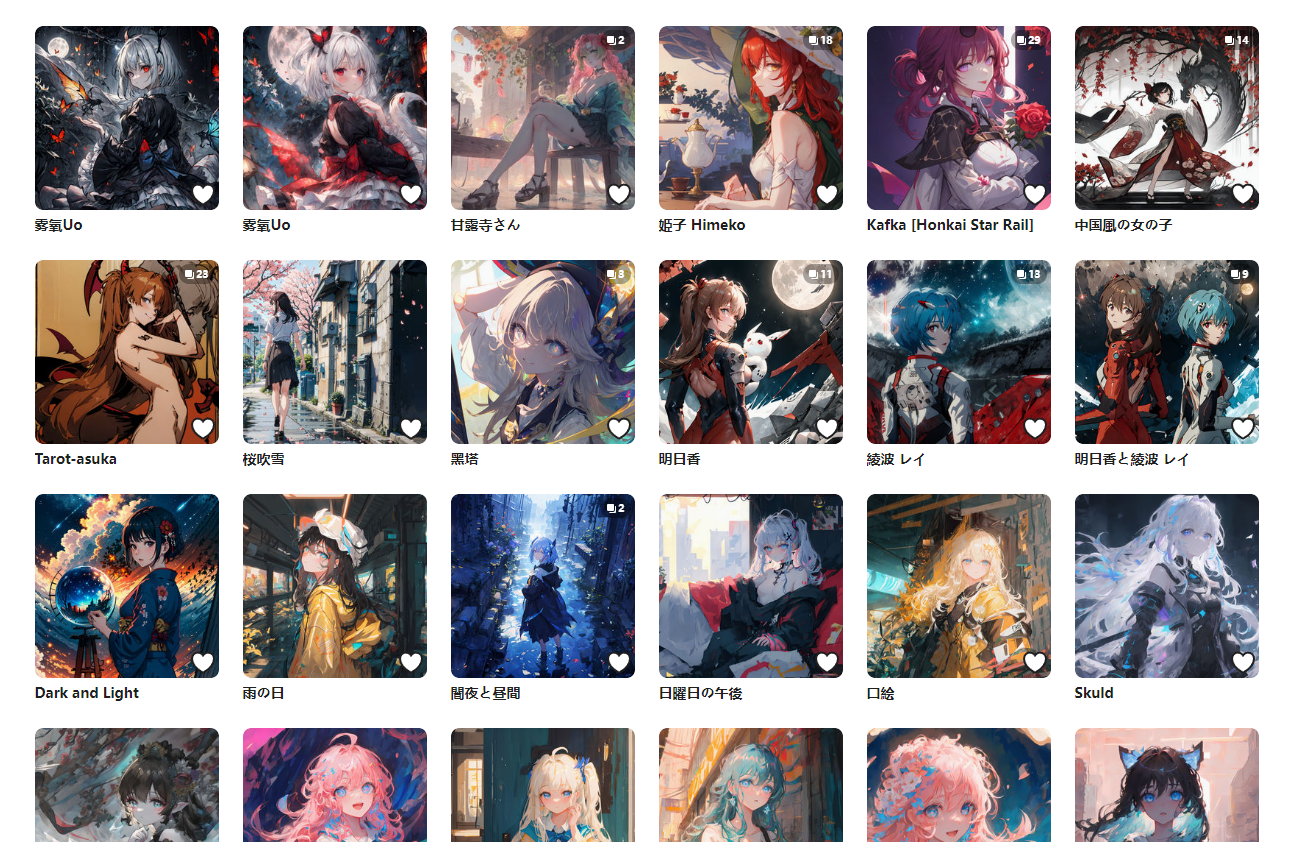 2
18
29
14
雾氧Uo
雾氧Uo
甘露寺さん
姫子 Himeko
Kafka [Honkai Star Rail]
中国風の女の子
23
3
11
13
9
Tarot-asuka
桜吹雪
黑塔
明日香
綾波 レイ
明日香と綾波 レイ
2
Dark and Light
雨の日
闇夜と昼間
日曜日の午後
口絵
Skuld